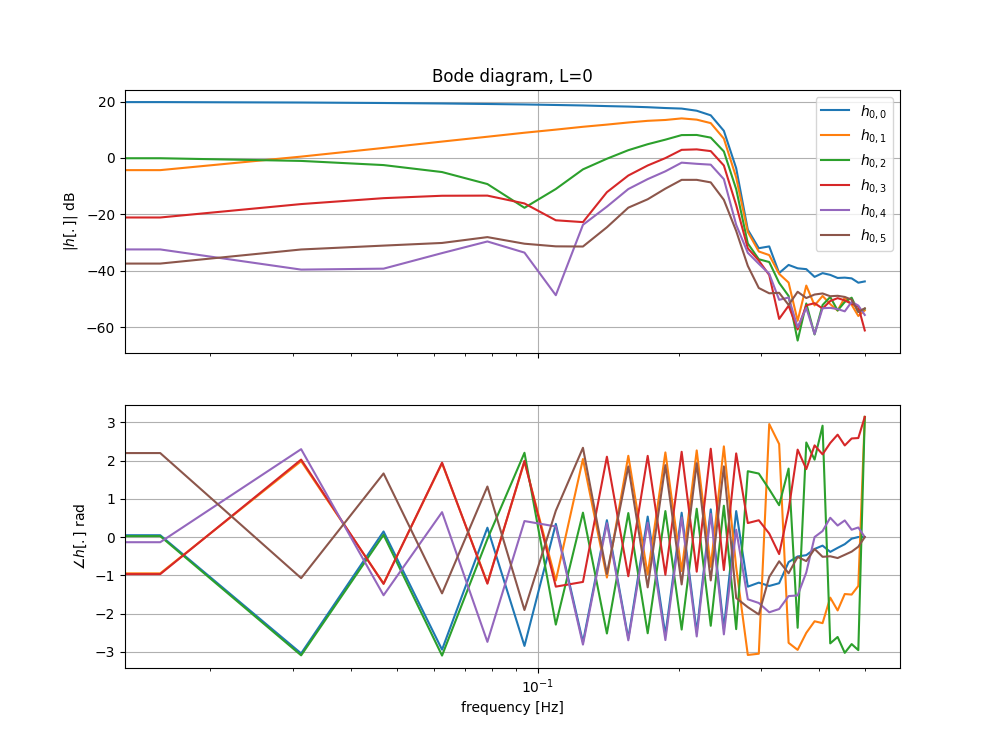 Bode diagram, L=0
|h[.]| dB
20
0
−20
−40
−60
h0,0
h0,1
h0,2
h0,3
h0,4
h0,5
∠h[.] rad
3
2
1
0
−1
−2
−3
10−1
frequency [Hz]